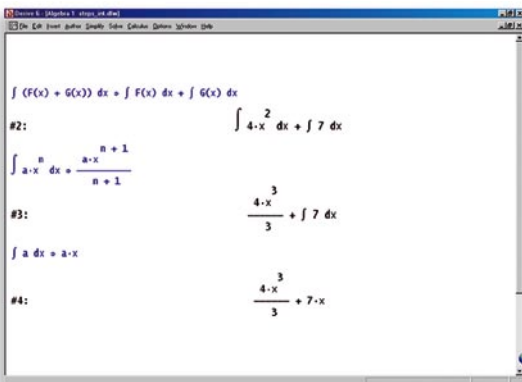 Derive 6 - [Algebra 1 steps_int.dfw]
File Edit Insert Author Simplify Solve Calculus Options Window Help
∫ (F(x) + G(x)) dx → ∫ F(x) dx + ∫ G(x) dx
#2: ∫ 4·x^2 dx + ∫ 7 dx
∫ a·x^n dx → a·x^(n + 1) / (n + 1)
#3: 4·x^3 / 3 + ∫ 7 dx
∫ a dx → a·x
#4: 4·x^3 / 3 + 7·x